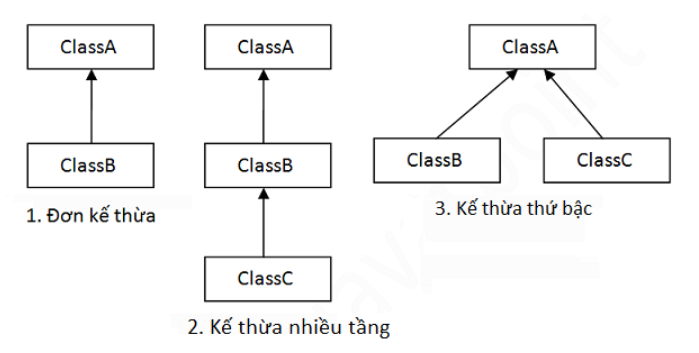 ClassA
ClassB
1. Đơn kế thừa
ClassA
ClassB
ClassC
2. Kế thừa nhiều tầng
ClassA
ClassB
ClassC
3. Kế thừa thứ bậc